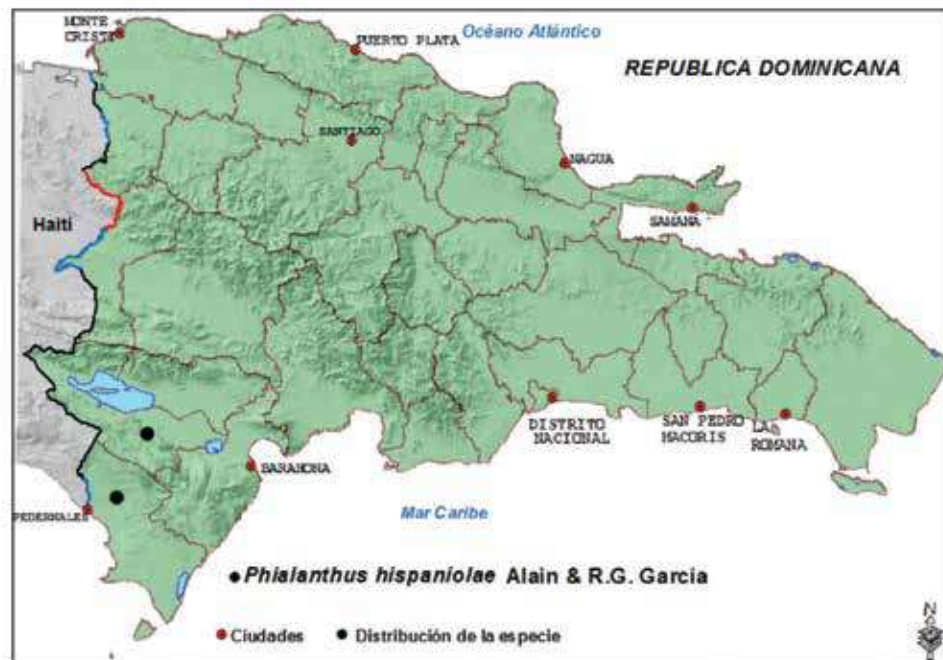 MONTE
CRISTI
Océano Atlántico
PUERTO PLATA
REPUBLICA DOMINICANA
SANTIAGO
NAGUA
Haití
SAMANA
DISTRITO
NACIONAL
SAN PEDRO
MACORIS
LA
ROMANA
BARAHONA
PEDERNALES
Mar Caribe
Phialanthus hispaniolae Alain & R.G. García
Ciudades
Distribución de la especie
N